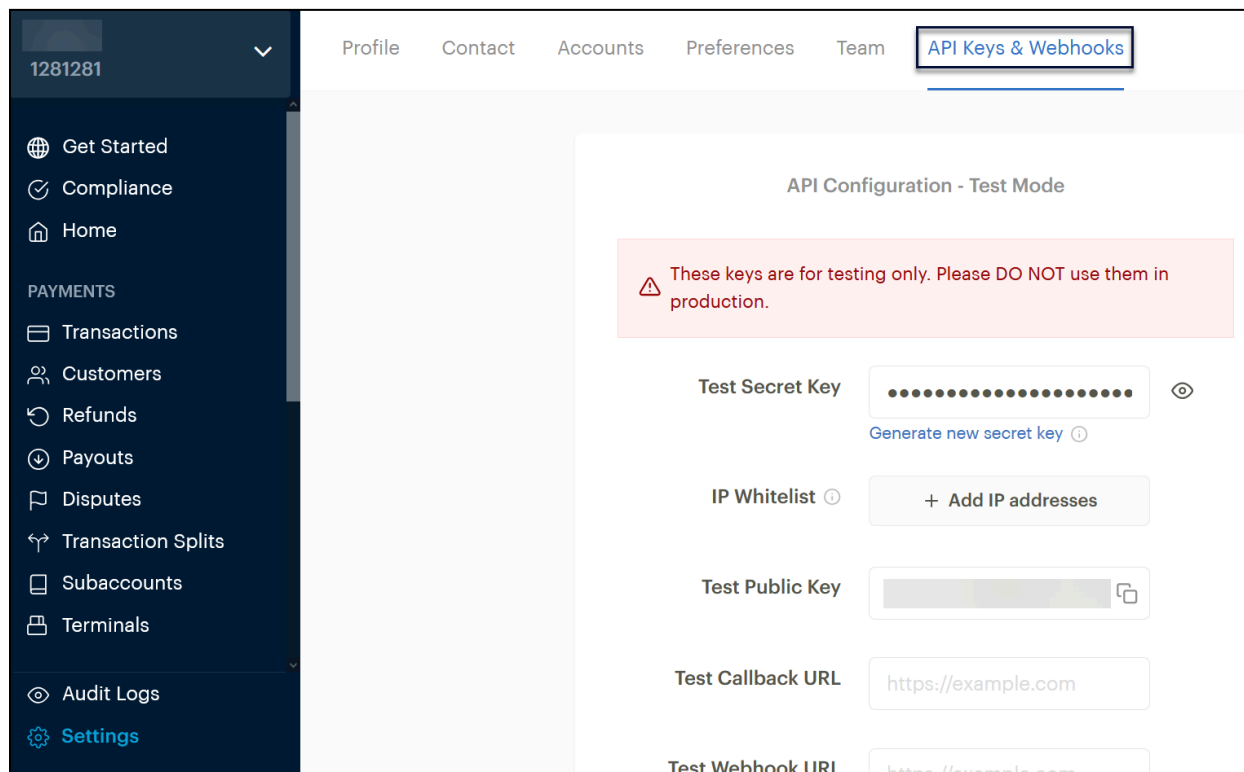 1281281
Get Started
Compliance
Home
PAYMENTS
Transactions
Customers
Refunds
Payouts
Disputes
Transaction Splits
Subaccounts
Terminals
Audit Logs
Settings
Profile Contact Accounts Preferences Team API Keys & Webhooks
API Configuration - Test Mode
These keys are for testing only. Please DO NOT use them in
production.
Test Secret Key
Generate new secret key
IP Whitelist + Add IP addresses
Test Public Key
Test Callback URL https://example.com
Test Webhook URL https://example.com